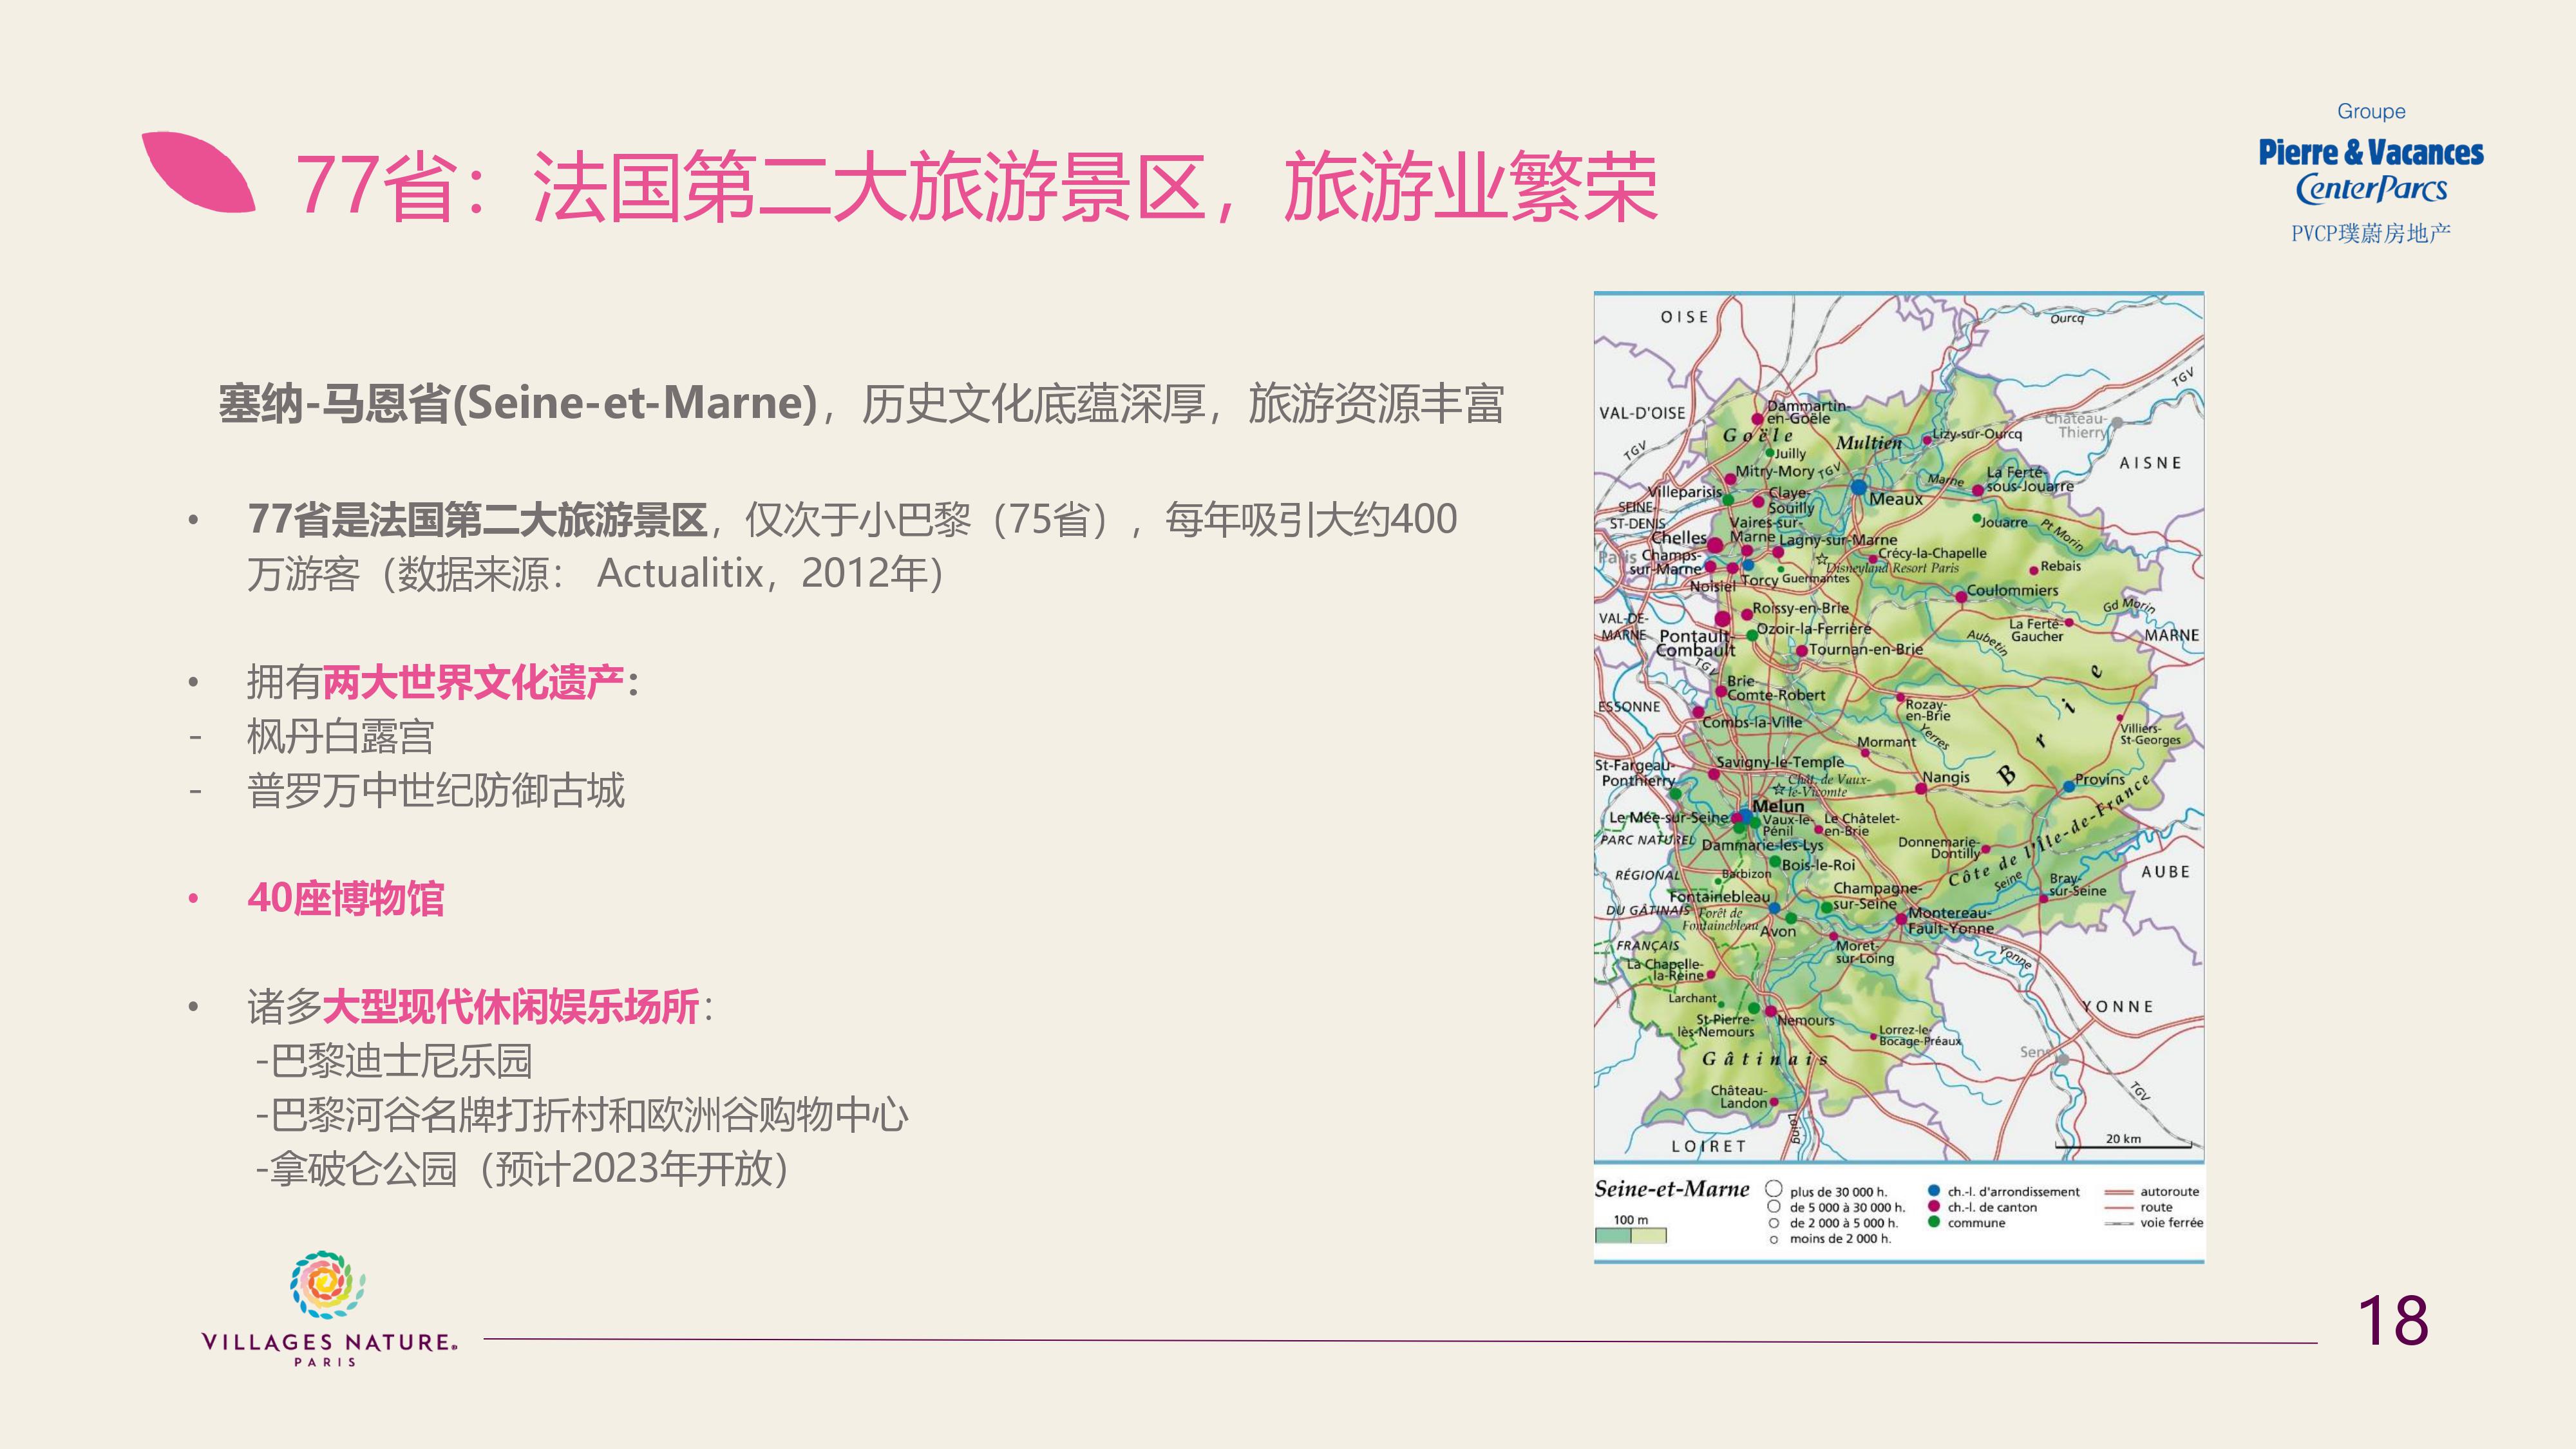 77省：法国第二大旅游景区，旅游业繁荣
Groupe
Pierre & Vacances
CenterParcs
PVCP璞蔚房地产
塞纳-马恩省(Seine-et-Marne)，历史文化底蕴深厚，旅游资源丰富
• 77省是法国第二大旅游景区，仅次于小巴黎（75省），每年吸引大约400
万游客（数据来源： Actualitix，2012年）
• 拥有两大世界文化遗产：
- 枫丹白露宫
- 普罗万中世纪防御古城
• 40座博物馆
• 诸多大型现代休闲娱乐场所：
-巴黎迪士尼乐园
-巴黎河谷名牌打折村和欧洲谷购物中心
-拿破仑公园（预计2023年开放）
OISE
Ourcq
TGV
VAL-D'OISE
Dammartin-
en-Goële
Goële
Multien
Lizy-sur-Ourcq
Château-
Thierry
TGV
Juilly
AISNE
Mitry-Mory
TGV
La Ferté-
sous-Jouarre
Marne
Villeparisis
Claye-
Souilly
Meaux
SEINE-
ST-DENIS
Vaires-sur-
Marne
Jouarre
Pt Morin
Chelles
Lagny-sur-Marne
Crécy-la-Chapelle
Paris
Champs-
sur-Marne
Disneyland Resort Paris
Rebais
Noisiel
Torcy
Guermantes
Coulommiers
Gd Morin
VAL-DE-
MARNE
Roissy-en-Brie
La Ferté-
Gaucher
MARNE
Pontault-
Combault
Ozoir-la-Ferrière
Aubetin
Tournan-en-Brie
TGV
Brie-
Comte-Robert
Brie
ESSONNE
Combs-la-Ville
Rozay-
en-Brie
Yerres
Villiers-
St-Georges
Mormant
St-Fargeau-
Ponthierry
Savigny-le-Temple
Chât. de Vaux-
le-Vicomte
Nangis
Provins
Melun
Le Mée-sur-Seine
Vaux-le-
Pénil
Le Châtelet-
en-Brie
PARC NATUREL
Dammarie-les-Lys
Donnemarie-
Dontilly
Côte de l'Île-de-France
Bois-le-Roi
RÉGIONAL
Barbizon
Seine
Bray-
sur-Seine
AUBE
Fontainebleau
Champagne-
sur-Seine
DU GÂTINAIS
Forêt de
Fontainebleau
Avon
Montereau-
Fault-Yonne
FRANÇAIS
Moret-
sur-Loing
Yonne
La Chapelle-
la-Reine
Larchant
YONNE
St-Pierre-
lès-Nemours
Nemours
Lorrez-le-
Bocage-Préaux
Sens
Gâtinais
TGV
Château-
Landon
Loing
LOIRET
20 km
Seine-et-Marne
100 m
plus de 30 000 h.
de 5 000 à 30 000 h.
de 2 000 à 5 000 h.
moins de 2 000 h.
ch.-l. d'arrondissement
ch.-l. de canton
commune
autoroute
route
voie ferrée
VILLAGES NATURE®
PARIS
18